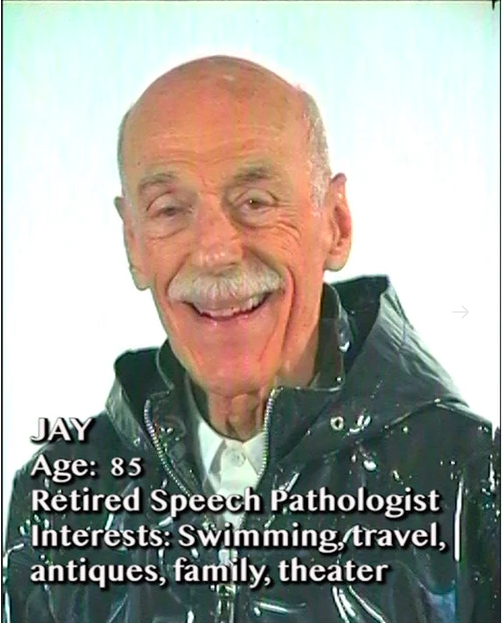 JAY
Age: 85
Retired Speech Pathologist
Interests: Swimming, travel,
antiques, family, theater